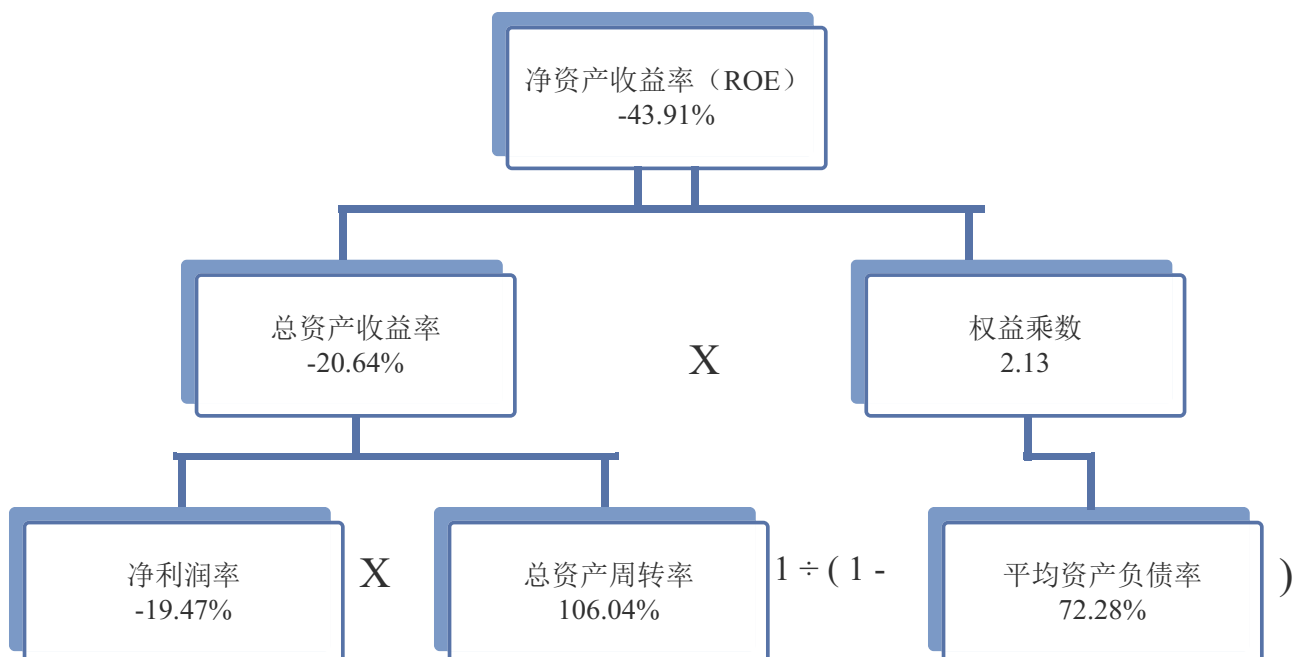 净资产收益率（ROE）
-43.91%
总资产收益率
-20.64%
X
权益乘数
2.13
净利润率
-19.47%
X
总资产周转率
106.04%
1 ÷ ( 1 -
平均资产负债率
72.28%
)